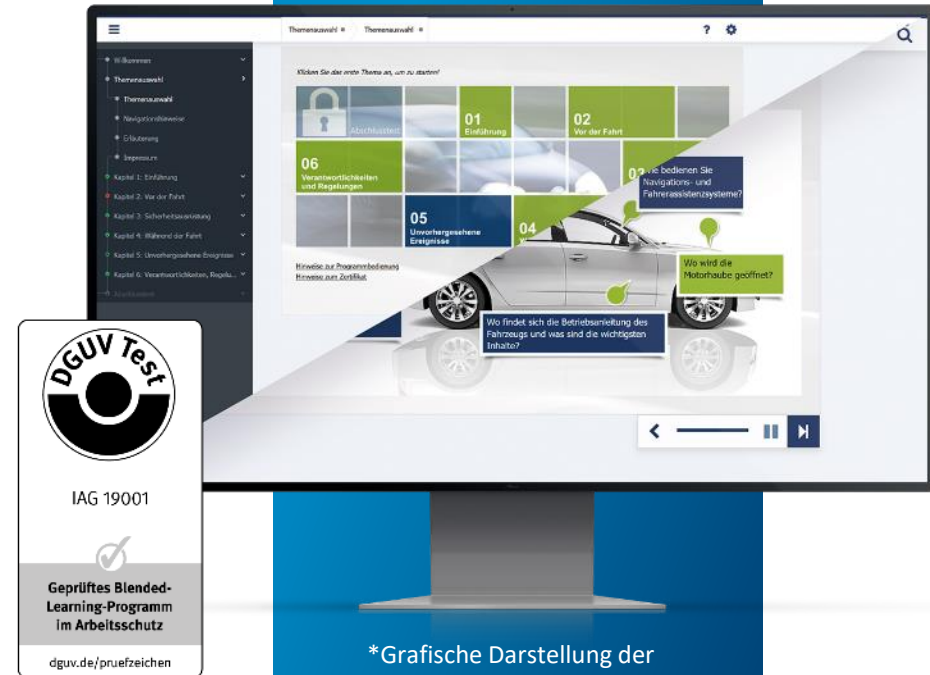 Themenauswahl
Themenauswahl
?
Willkommen
Themenauswahl
Themenauswahl
Navigationshinweise
Erläuterung
Impressum
Kapitel 1: Einführung
Kapitel 2: Vor der Fahrt
Kapitel 3: Sicherheitsausrüstung
Kapitel 4: Während der Fahrt
Kapitel 5: Unvorhergesehene Ereignisse
Kapitel 6: Verantwortlichkeiten, Regelu...
Abschlusstest
Klicken Sie das erste Thema an, um zu starten!
Abschlusstest
01
Einführung
02
Vor der Fahrt
06
Verantwortlichkeiten
und Regelungen
03
05
Unvorhergesehene
Ereignisse
04
Hinweise zur Programmbedienung
Hinweise zum Zertifikat
bedienen Sie
Navigations- und
Fahrerassistenzsysteme?
Wo wird die
Motorhaube geöffnet?
Wo findet sich die Betriebsanleitung des
Fahrzeugs und was sind die wichtigsten
Inhalte?
DGUV Test
IAG 19001
Geprüftes Blended-
Learning-Programm
im Arbeitsschutz
dguv.de/pruefzeichen
*Grafische Darstellung der